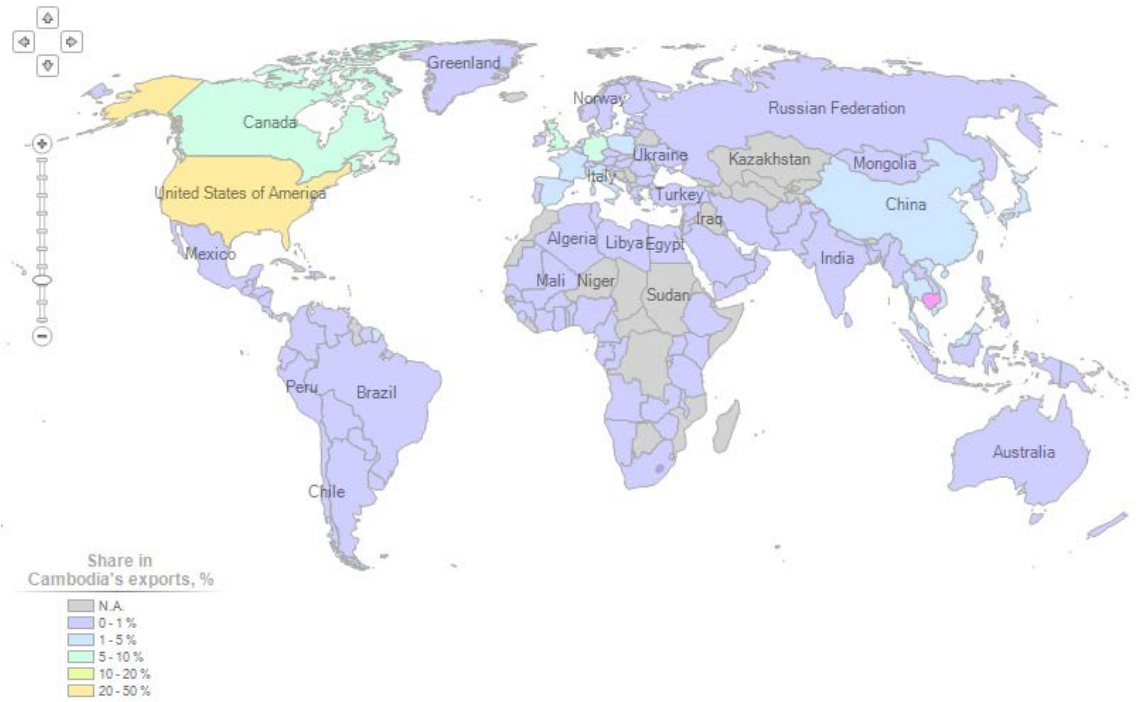 Greenland
Norway
Russian Federation
Canada
Ukraine
Kazakhstan
Mongolia
Italy
United States of America
Turkey
China
Iraq
Algeria
Libya
Egypt
Mexico
India
Mali
Niger
Sudan
Peru
Brazil
Australia
Chile
Share in
Cambodia's exports, %
N.A.
0 - 1 %
1 - 5 %
5 - 10 %
10 - 20 %
20 - 50 %